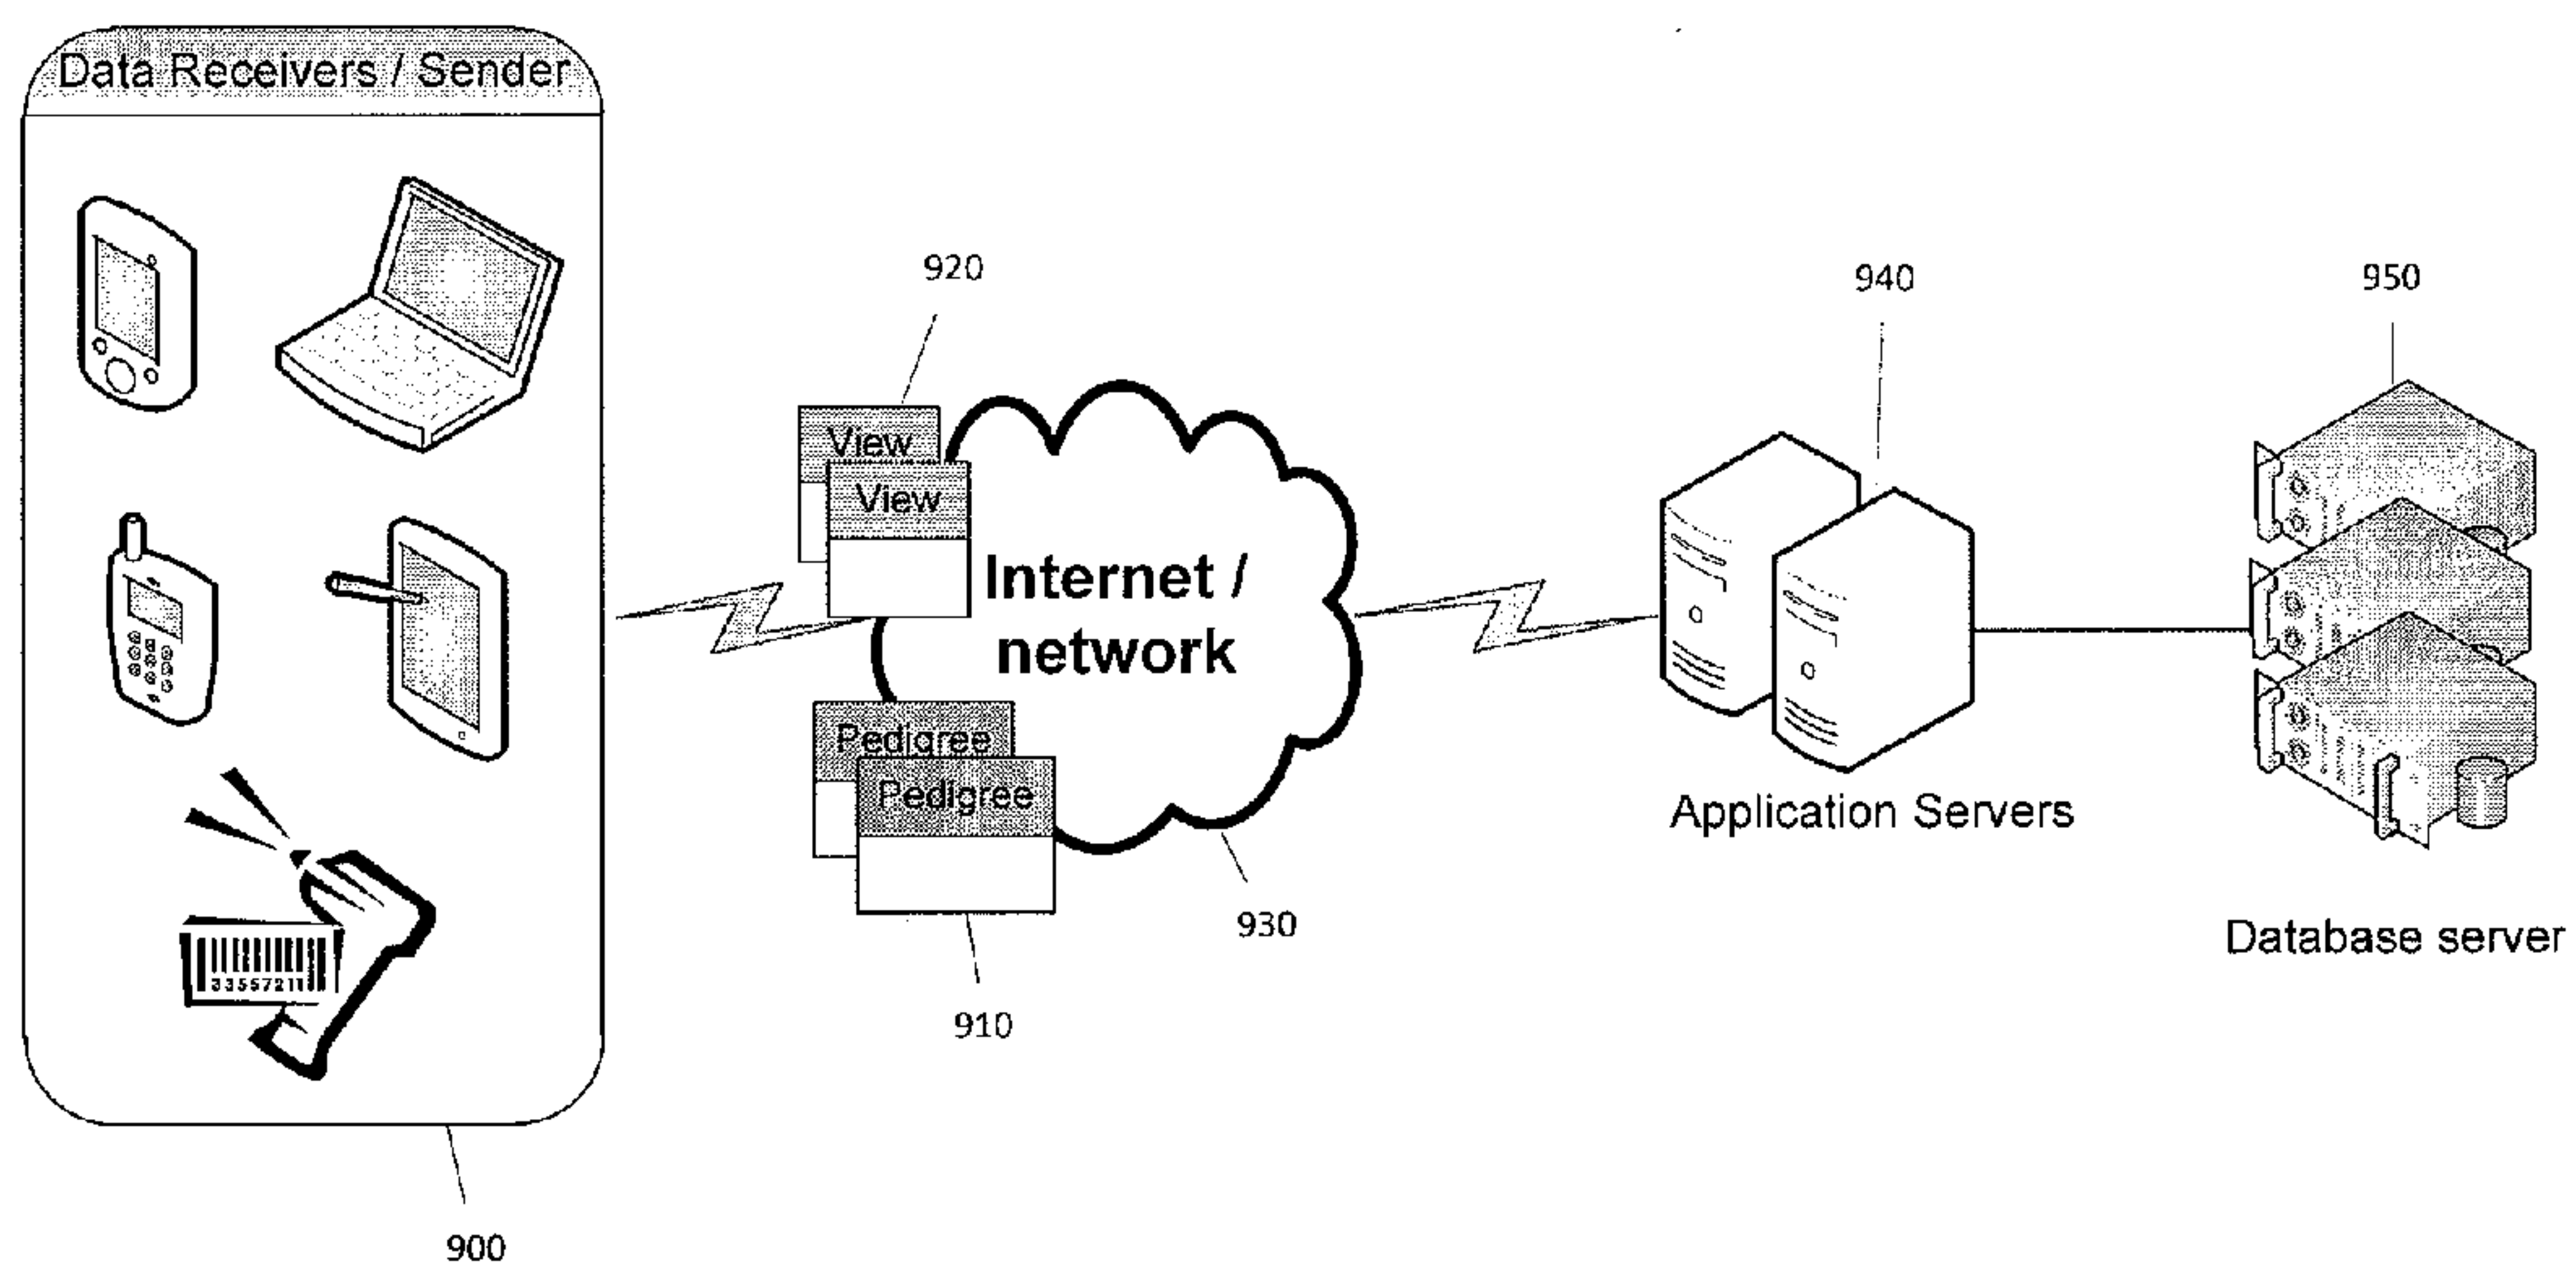 Data Receivers / Sender
920
940
950
View
View
Internet /
network
Pedigree
Pedigree
Application Servers
930
Database server
33557211
910
900